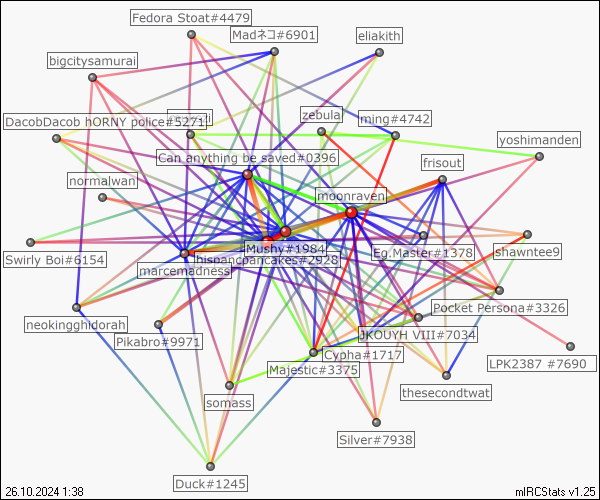 Fedora Stoat#4479
Madネコ#6901
eliakith
bigcitysamurai
zebula
DacobDacob hORNY police#5271
ming#4742
yoshimanden
Can anything be saved#0396
frisout
normalwan
moonraven
Mushy#1984
Swirly Boi#6154
hispancpancakes#2928
Eg.Master#1378
shawntee9
marcemadness
Pocket Persona#3326
neokingghidorah
Pikabro#9971
JKOUYH VIII#7034
Cypha#1717
LPK2387 #7690
Majestic#3375
thesecondtwat
somass
Silver#7938
Duck#1245
26.10.2024 1:38
mIRCStats v1.25